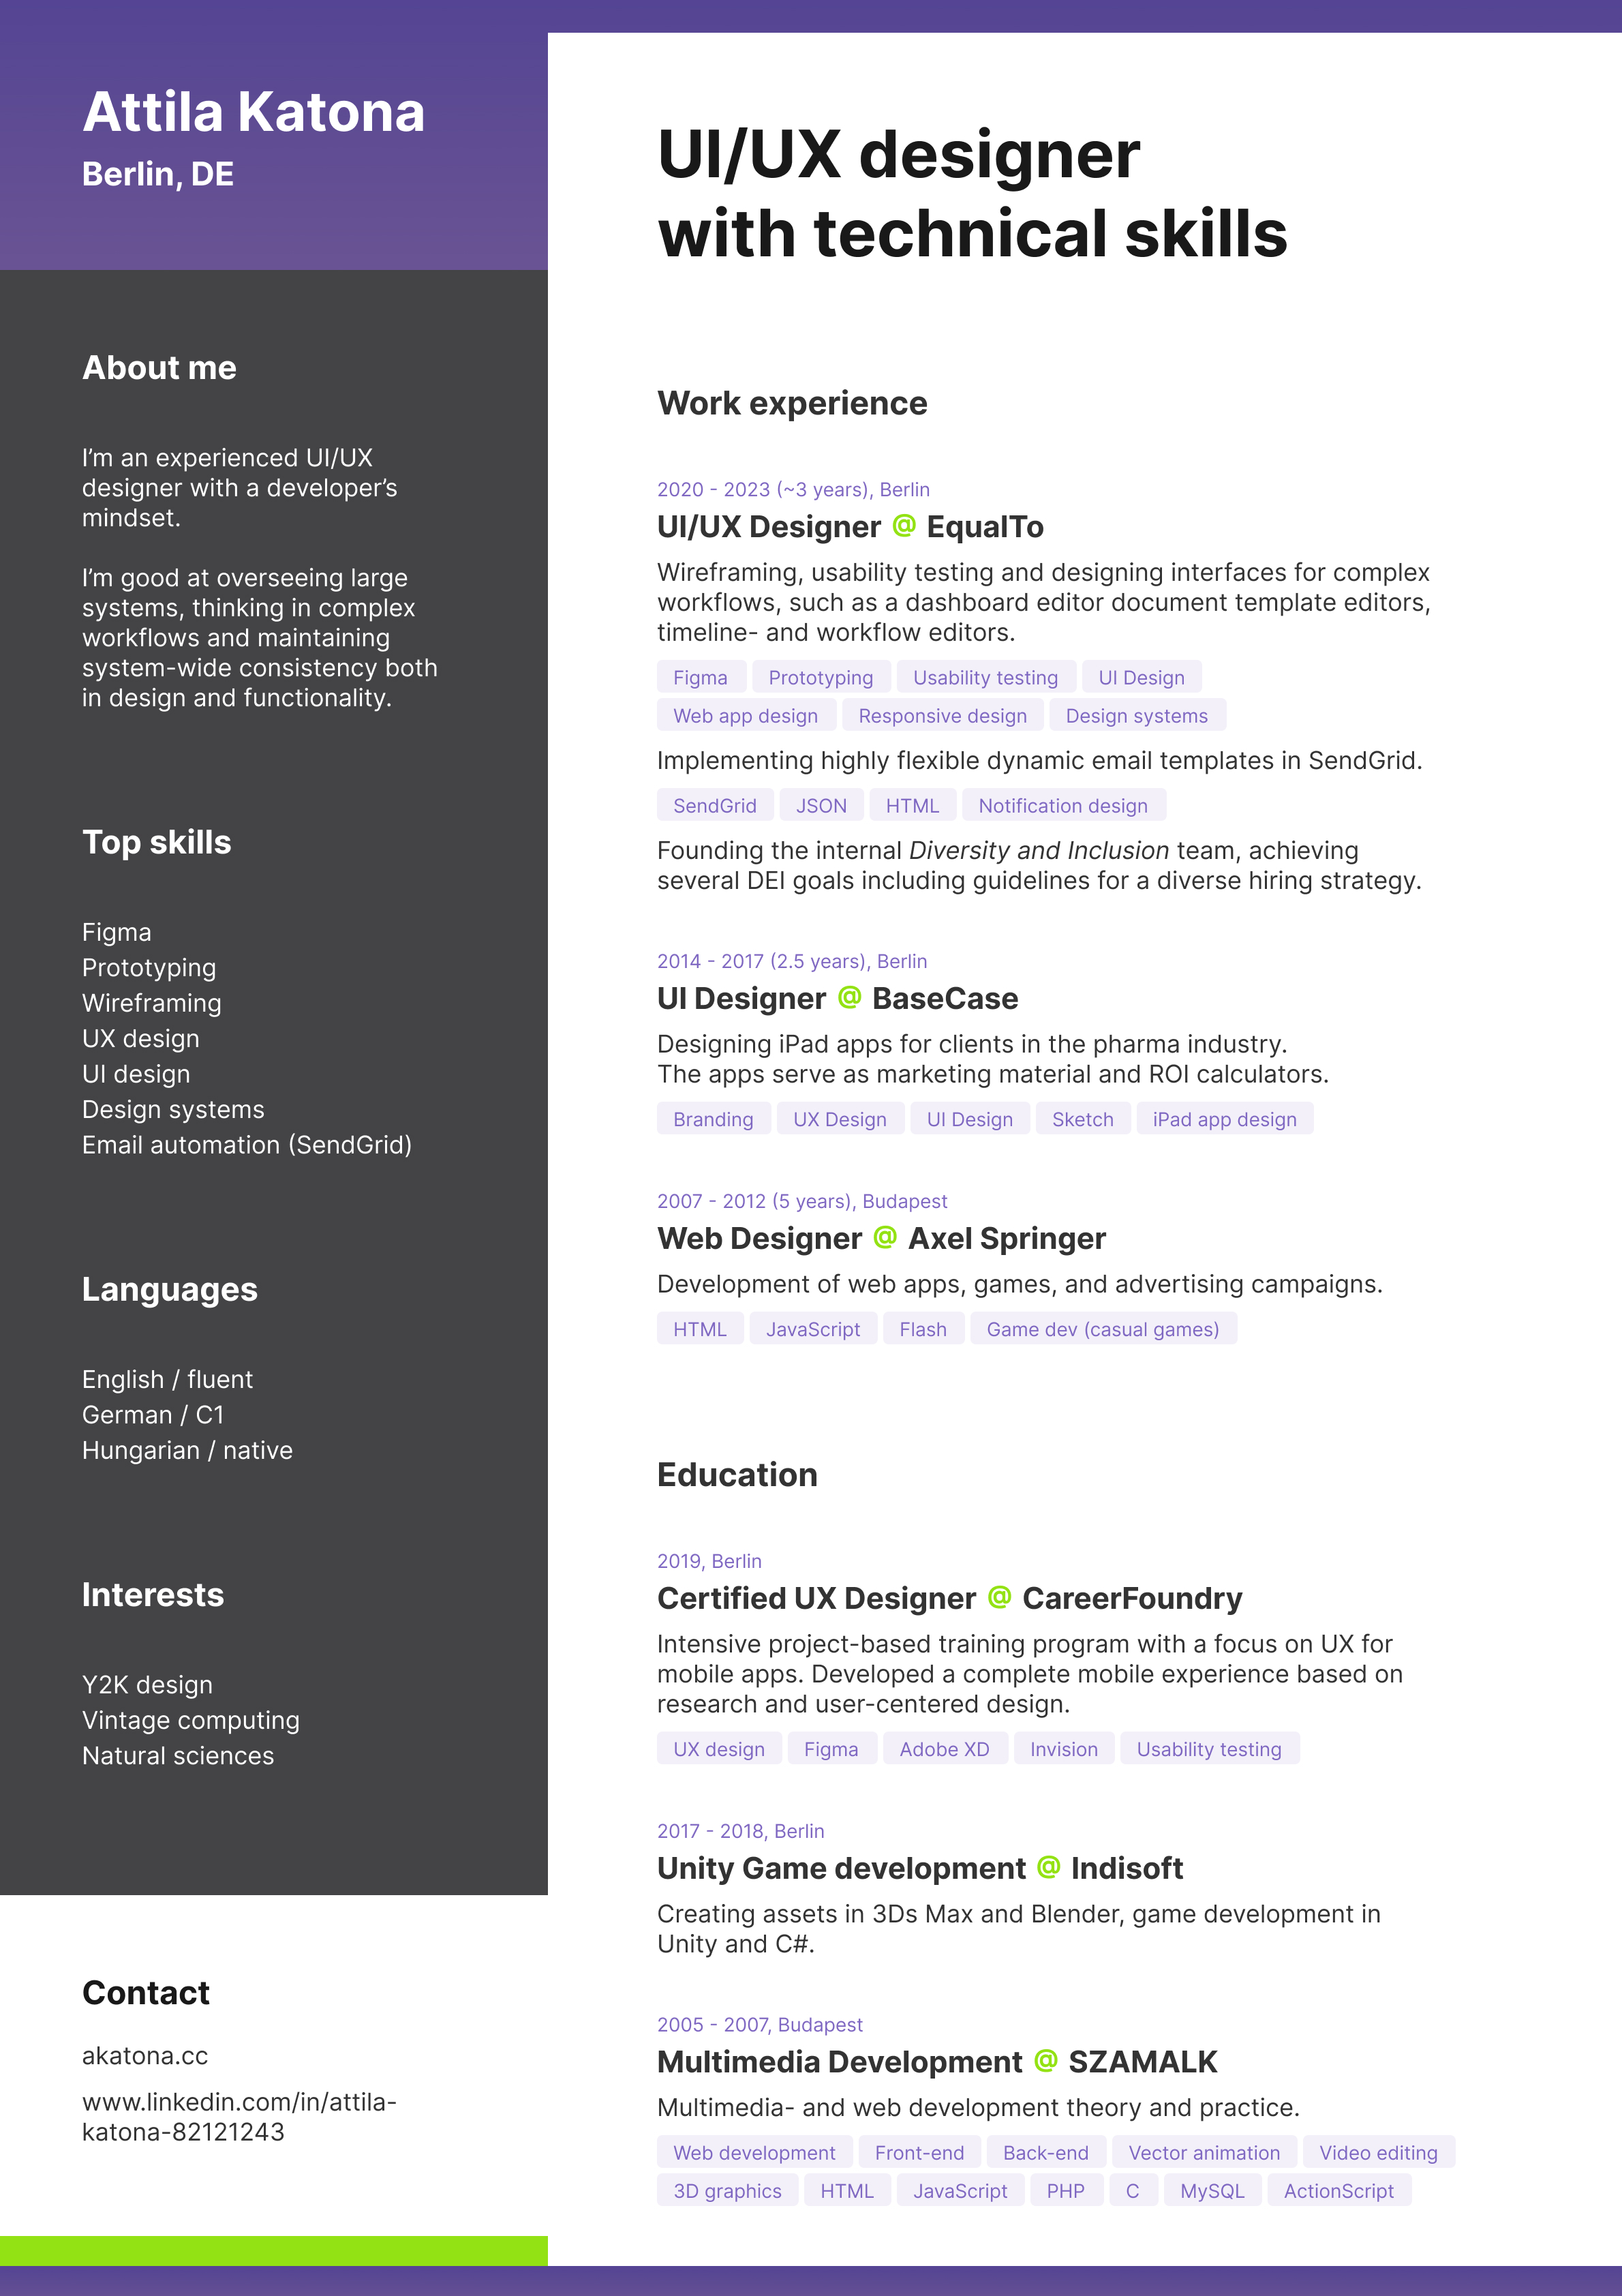 Attila Katona
Berlin, DE
About me
I’m an experienced UI/UX
designer with a developer’s
mindset.
I’m good at overseeing large
systems, thinking in complex
workflows and maintaining
system-wide consistency both
in design and functionality.
Top skills
Figma
Prototyping
Wireframing
UX design
UI design
Design systems
Email automation (SendGrid)
Languages
English / fluent
German / C1
Hungarian / native
Interests
Y2K design
Vintage computing
Natural sciences
Contact
akatona.cc
www.linkedin.com/in/attila-
katona-82121243
UI/UX designer
with technical skills
Work experience
2020 - 2023 (~3 years), Berlin
UI/UX Designer @ EqualTo
Wireframing, usability testing and designing interfaces for complex
workflows, such as a dashboard editor document template editors,
timeline- and workflow editors.
Figma Prototyping Usability testing UI Design
Web app design Responsive design Design systems
Implementing highly flexible dynamic email templates in SendGrid.
SendGrid JSON HTML Notification design
Founding the internal Diversity and Inclusion team, achieving
several DEI goals including guidelines for a diverse hiring strategy.
2014 - 2017 (2.5 years), Berlin
UI Designer @ BaseCase
Designing iPad apps for clients in the pharma industry.
The apps serve as marketing material and ROI calculators.
Branding UX Design UI Design Sketch iPad app design
2007 - 2012 (5 years), Budapest
Web Designer @ Axel Springer
Development of web apps, games, and advertising campaigns.
HTML JavaScript Flash Game dev (casual games)
Education
2019, Berlin
Certified UX Designer @ CareerFoundry
Intensive project-based training program with a focus on UX for
mobile apps. Developed a complete mobile experience based on
research and user-centered design.
UX design Figma Adobe XD Invision Usability testing
2017 - 2018, Berlin
Unity Game development @ Indisoft
Creating assets in 3Ds Max and Blender, game development in
Unity and C#.
2005 - 2007, Budapest
Multimedia Development @ SZAMALK
Multimedia- and web development theory and practice.
Web development Front-end Back-end Vector animation Video editing
3D graphics HTML JavaScript PHP C MySQL ActionScript